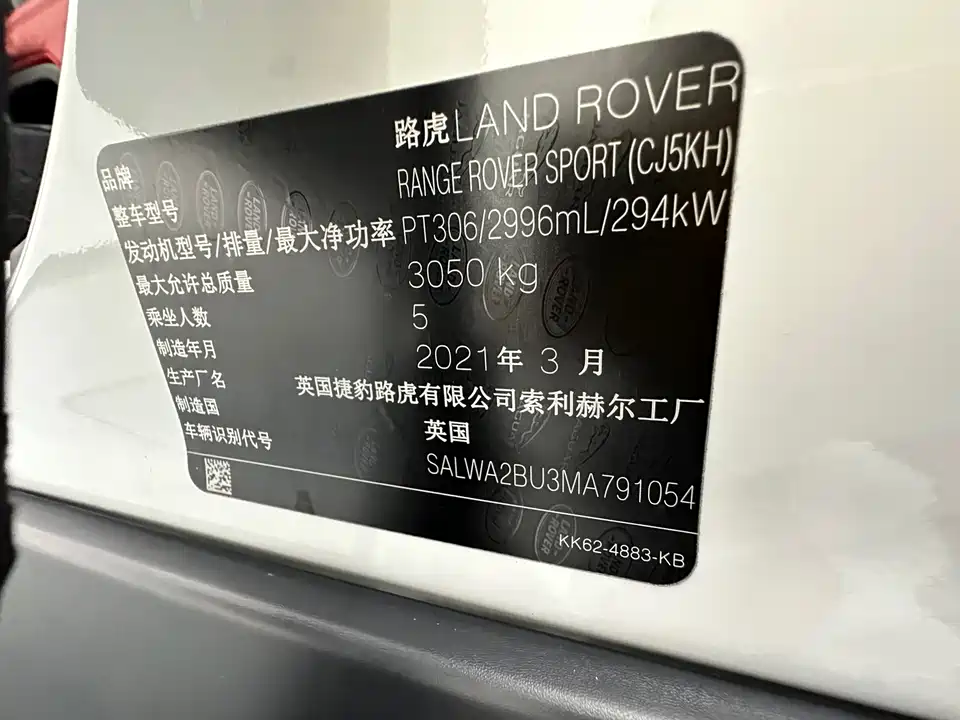 品牌 路虎LAND ROVER
整车型号 RANGE ROVER SPORT (CJ5KH)
发动机型号/排量/最大净功率 PT306/2996mL/294kW
最大允许总质量 3050 kg
乘坐人数 5
制造年月 2021年 3 月
生产厂名 英国捷豹路虎有限公司索利赫尔工厂
制造国 英国
车辆识别代号 SALWA2BU3MA791054
KK62-4883-KB